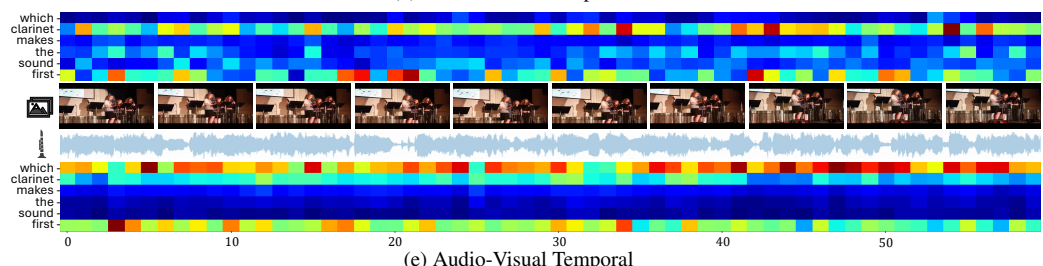 which
clarinet
makes
the
sound
first
which
clarinet
makes
the
sound
first
0 10 20 30 40 50
(e) Audio-Visual Temporal